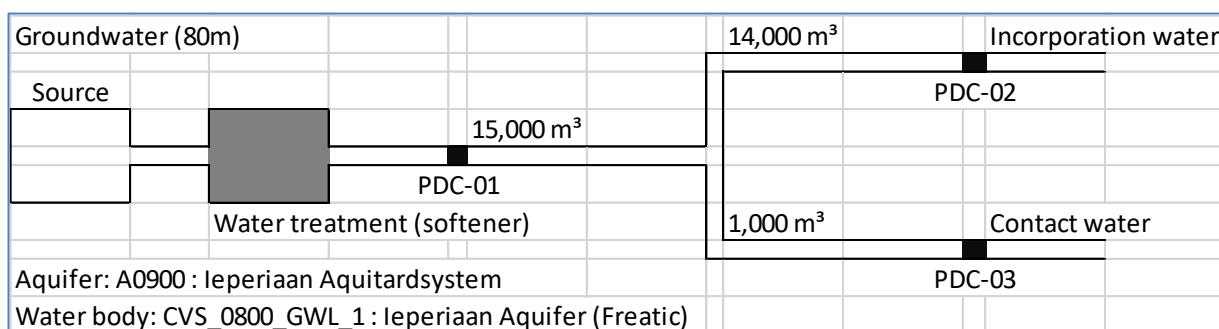 Groundwater (80m)
14,000 m³
Incorporation water
Source
PDC-02
15,000 m³
PDC-01
Water treatment (softener)
1,000 m³
Contact water
Aquifer: A0900 : Ieperiaan Aquitardsystem
PDC-03
Water body: CVS_0800_GWL_1 : Ieperiaan Aquifer (Freatic)